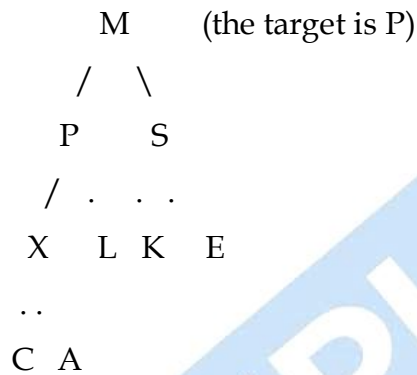 M (the target is P)
/ \
P S
/ . . .
X L K E
. .
C A